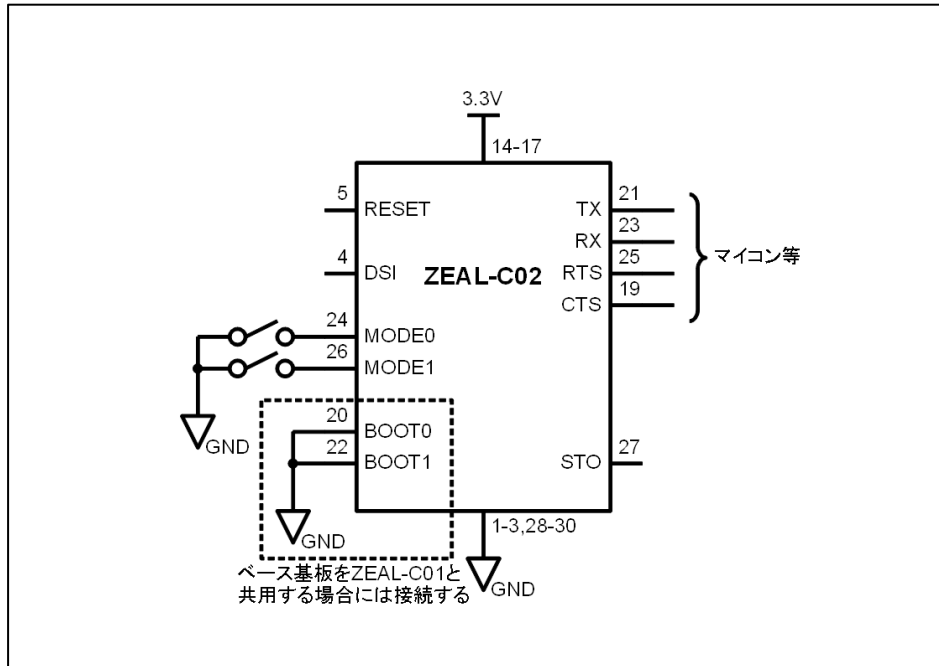 3.3V
14-17
5
RESET
TX
21
RX
23
4
DSI
ZEAL-C02
RTS
25
CTS
19
マイコン等
24
MODE0
26
MODE1
GND
20
BOOT0
22
BOOT1
STO
27
GND
1-3,28-30
GND
ベース基板をZEAL-C01と
共用する場合には接続する